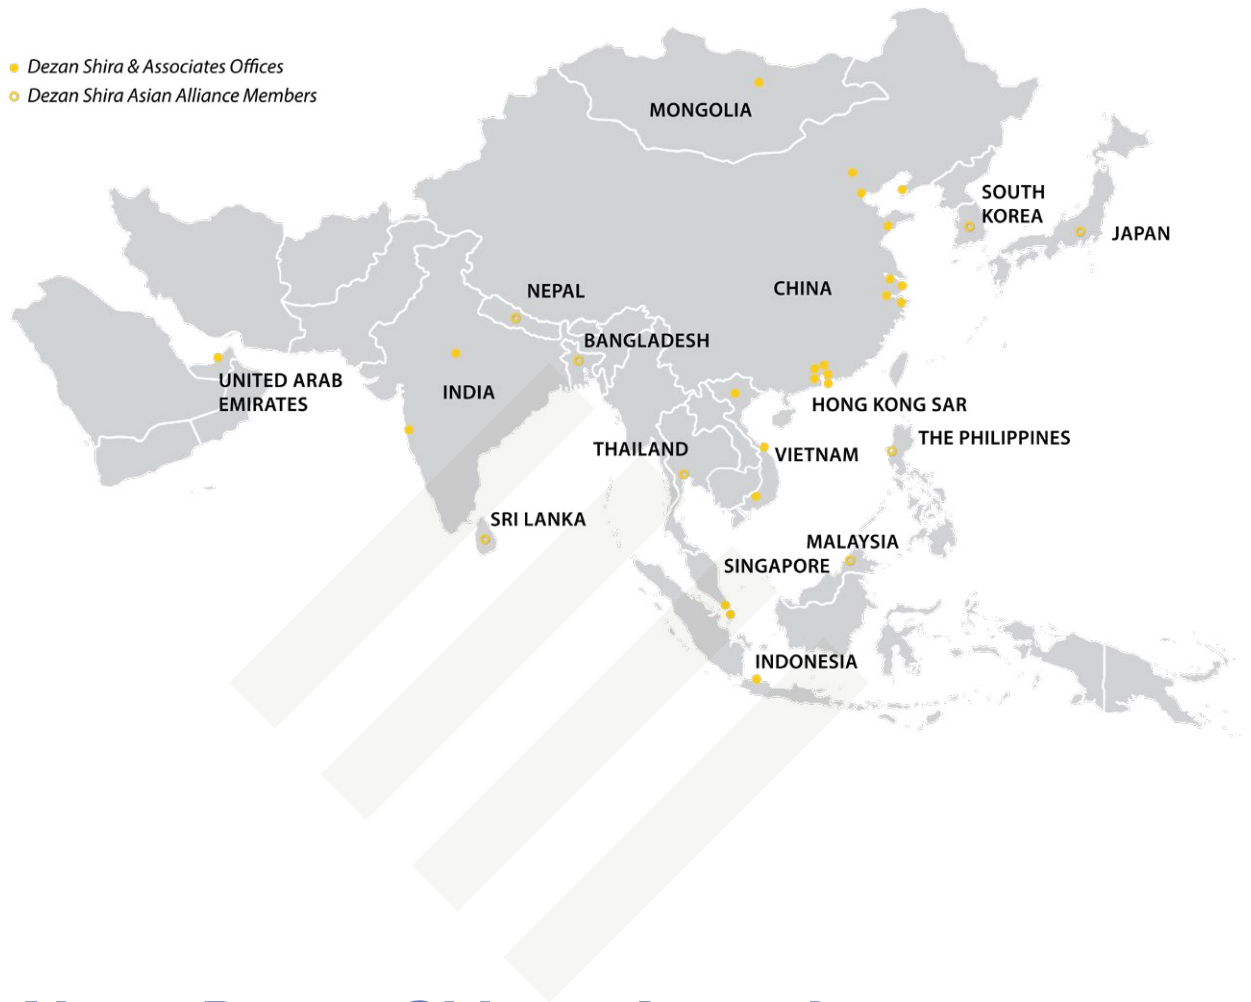 Dezan Shira & Associates Offices
Dezan Shira Asian Alliance Members
MONGOLIA
SOUTH
KOREA
JAPAN
CHINA
NEPAL
BANGLADESH
UNITED ARAB
EMIRATES
INDIA
HONG KONG SAR
THE PHILIPPINES
THAILAND
VIETNAM
SRI LANKA
MALAYSIA
SINGAPORE
INDONESIA